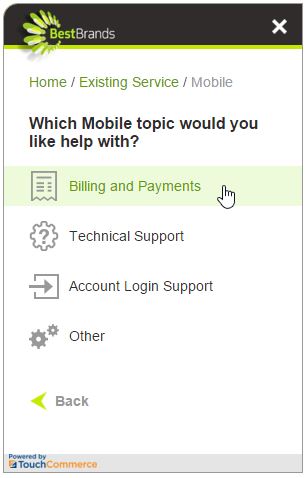 BestBrands
Home / Existing Service / Mobile
Which Mobile topic would you
like help with?
Billing and Payments
Technical Support
Account Login Support
Other
Back
Powered by
TouchCommerce